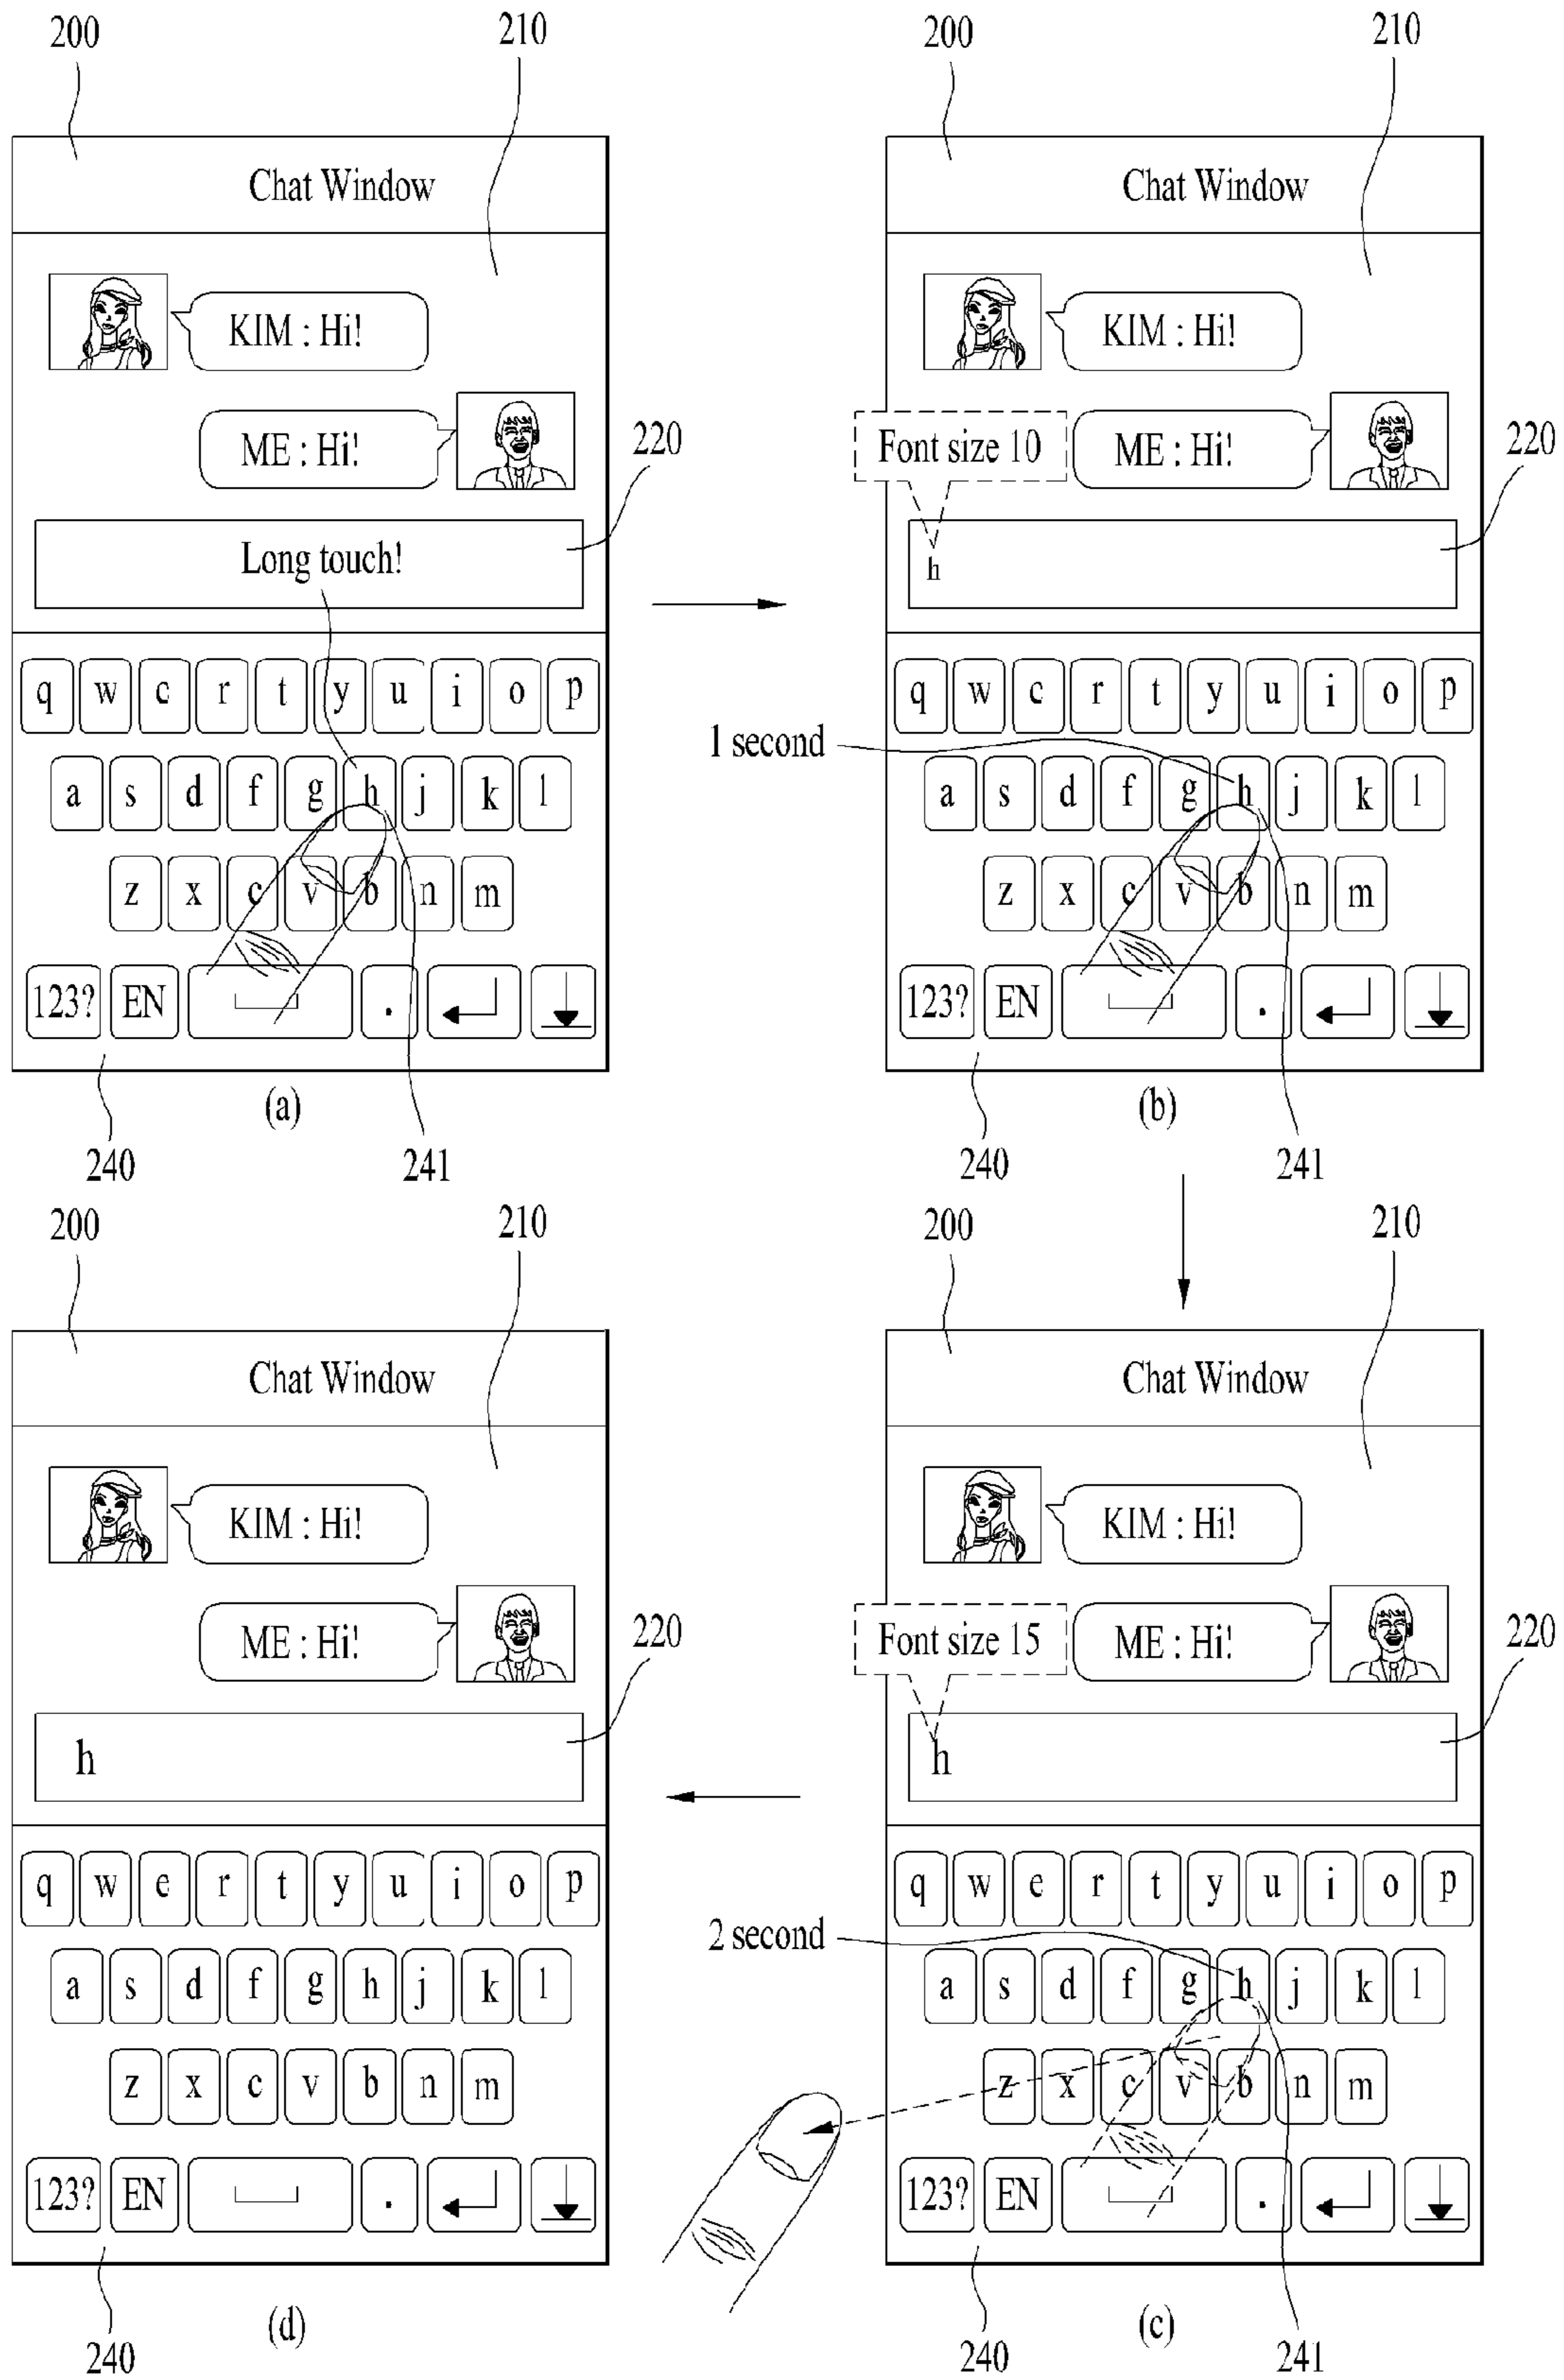 200 210
Chat Window
KIM : Hi!
ME : Hi!
220
Long touch!
q w c r t y u i o p
a s d f g h j k l
z x c v b n m
123? EN .
(a)
240 241
200 210
Chat Window
KIM : Hi!
Font size 10 ME : Hi!
220
h
q w c r t y u i o p
1 second
a s d f g h j k l
z x c v b n m
123? EN .
(b)
240 241
200 210
Chat Window
KIM : Hi!
ME : Hi!
220
h
q w e r t y u i o p
a s d f g h j k l
z x c v b n m
123? EN .
(d)
240
200 210
Chat Window
KIM : Hi!
Font size 15 ME : Hi!
220
h
q w e r t y u i o p
2 second
a s d f g h j k l
z x c v b n m
123? EN .
(c)
240 241